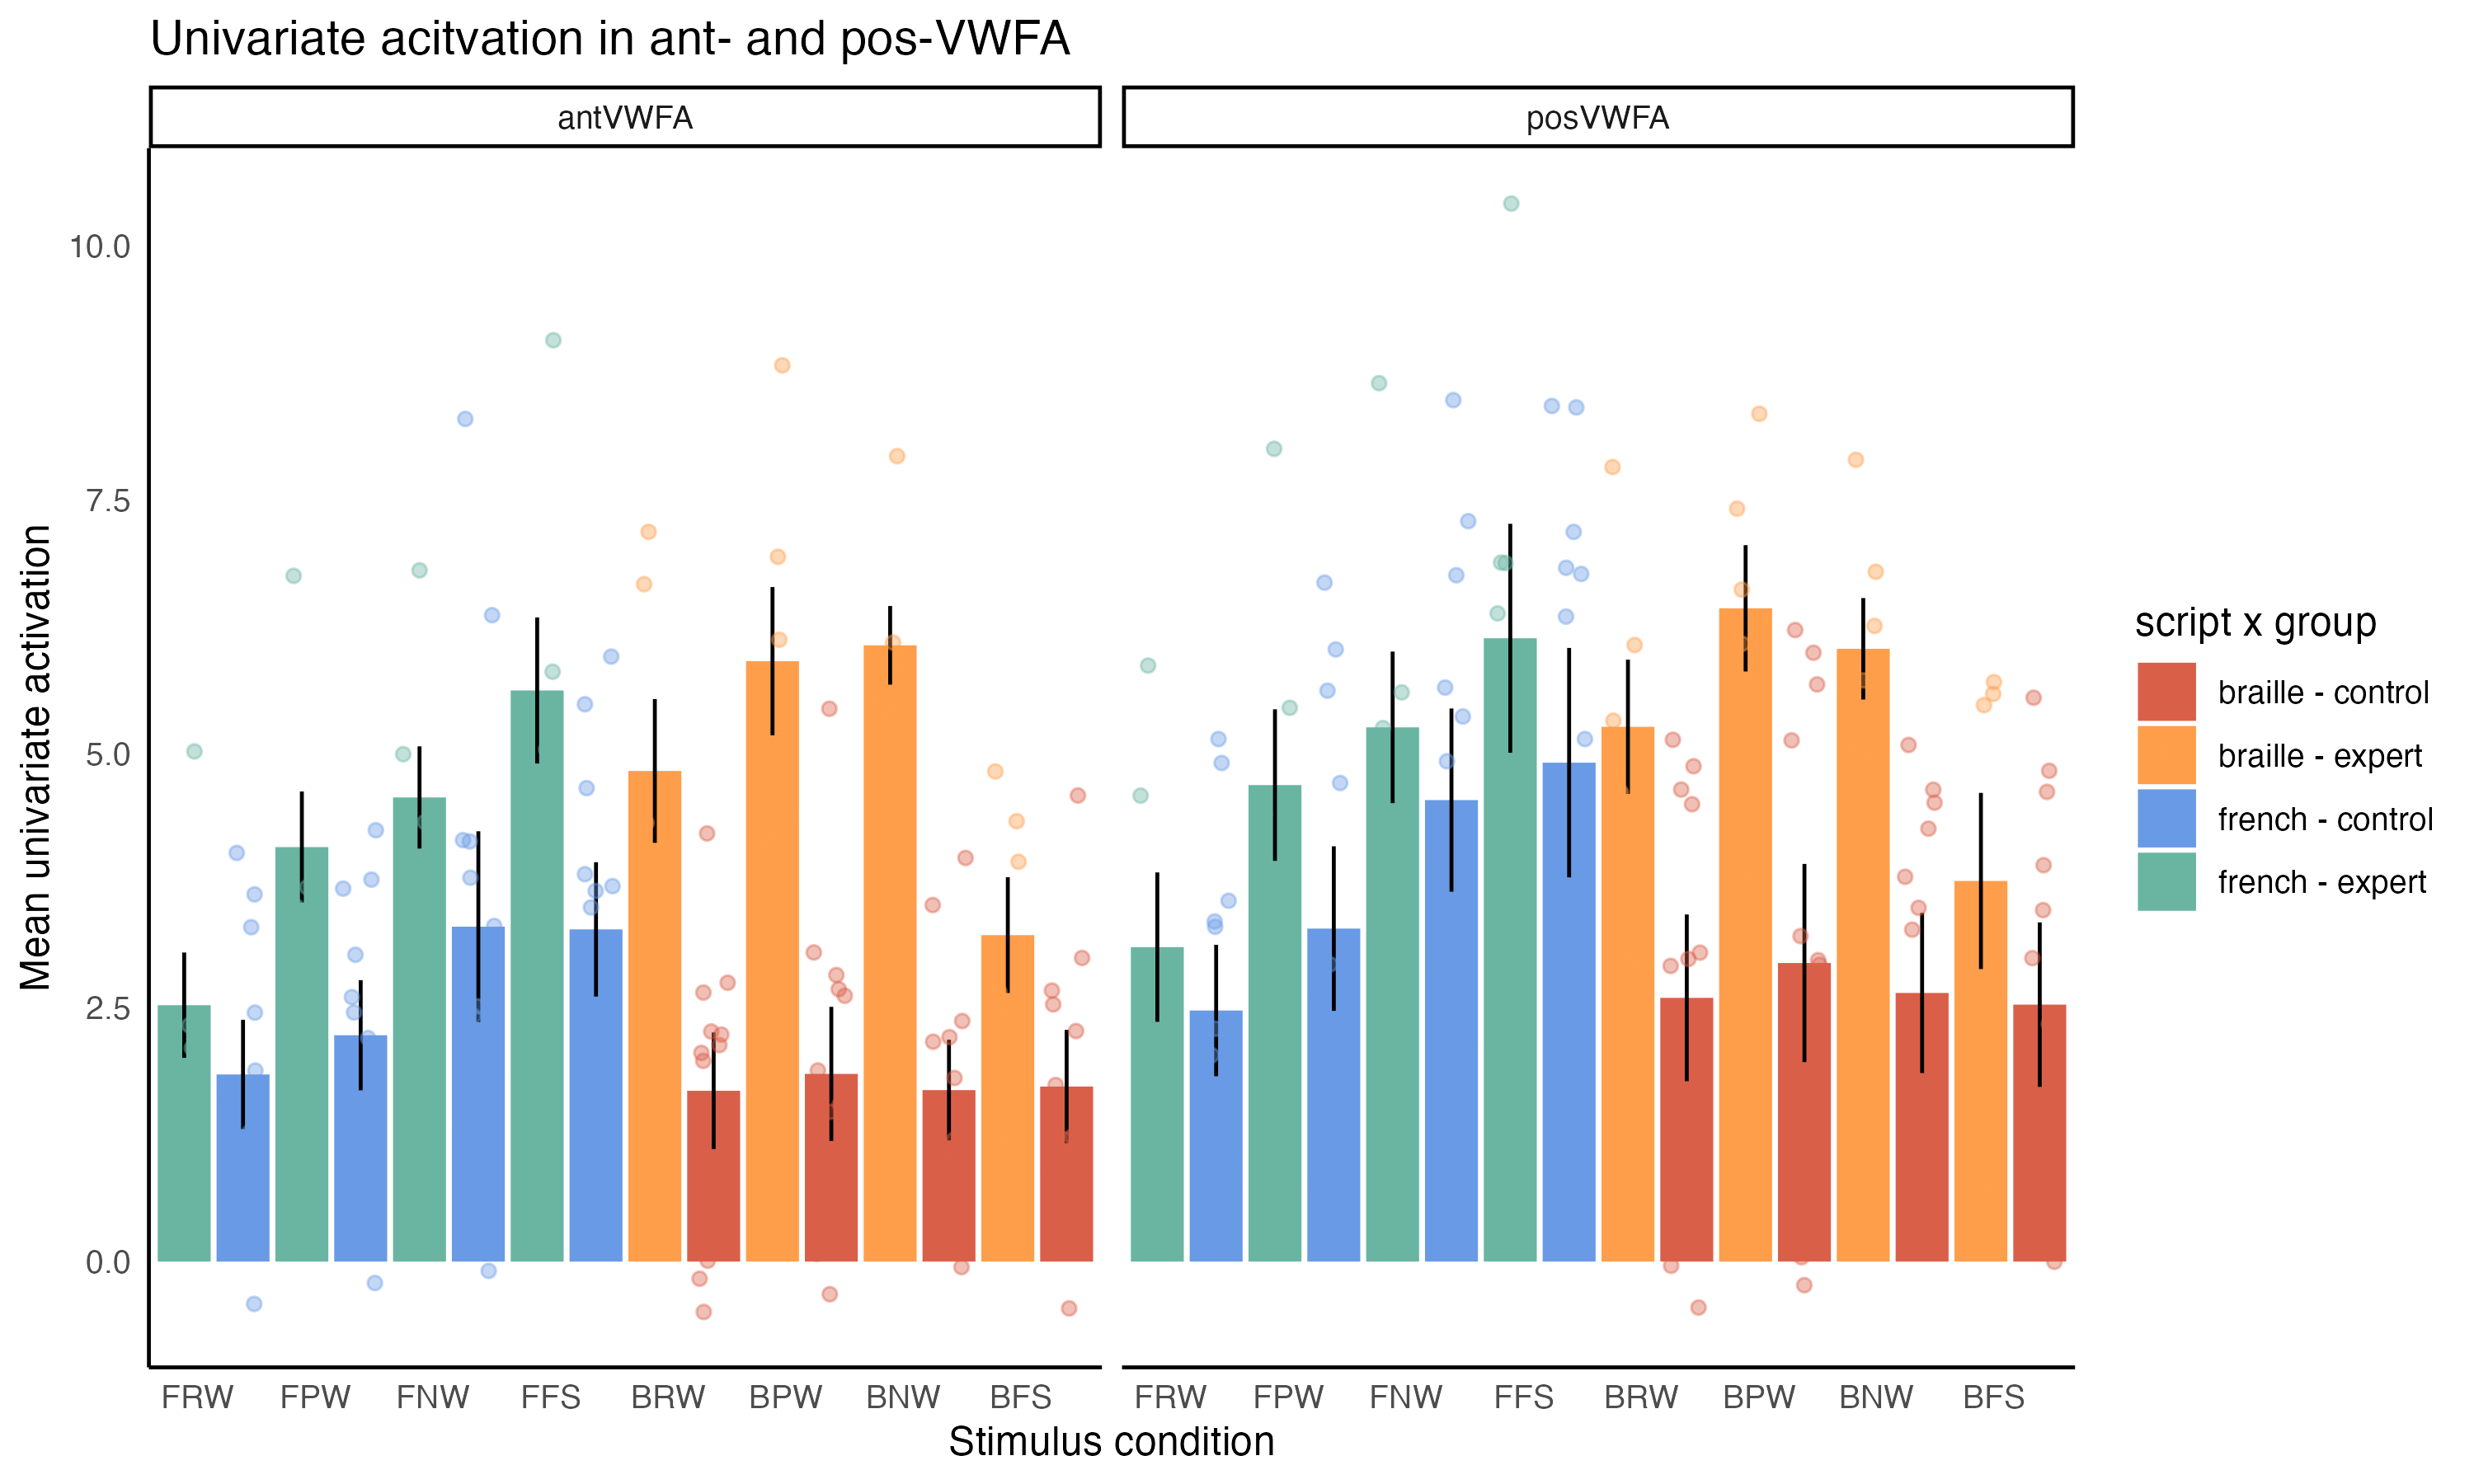 Univariate acitvation in ant- and pos-VWFA
antVWFA
posVWFA
10.0
7.5
5.0
2.5
0.0
Mean univariate activation
FRW FPW FNW FFS BRW BPW BNW BFS
FRW FPW FNW FFS BRW BPW BNW BFS
Stimulus condition
script x group
braille - control
braille - expert
french - control
french - expert